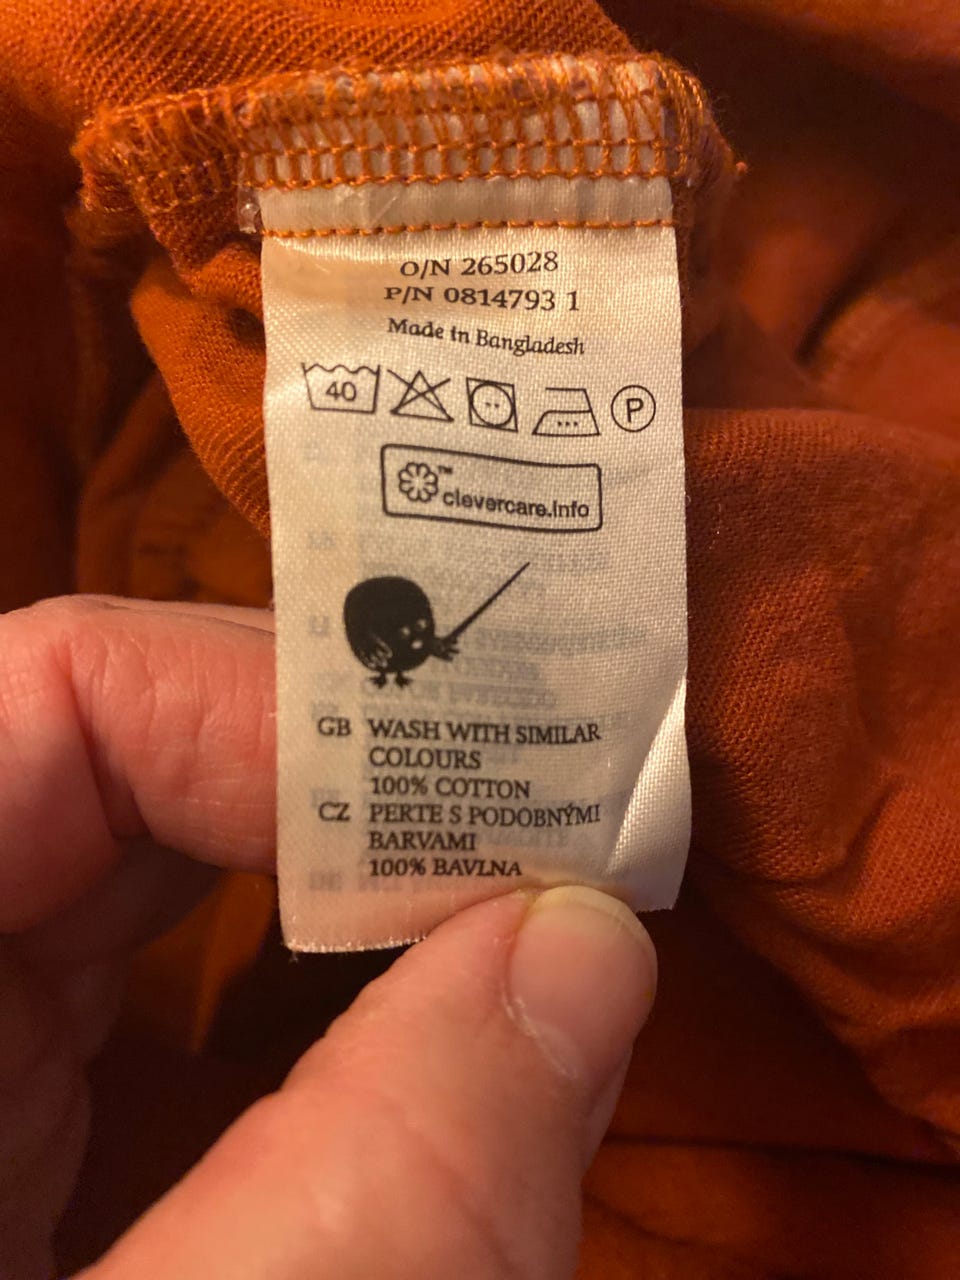 O/N 265028
P/N 0814793 1
Made in Bangladesh
40
P
™
clevercare.info
GB WASH WITH SIMILAR
COLOURS
100% COTTON
CZ PERTE S PODOBNÝMI
BARVAMI
100% BAVLNA